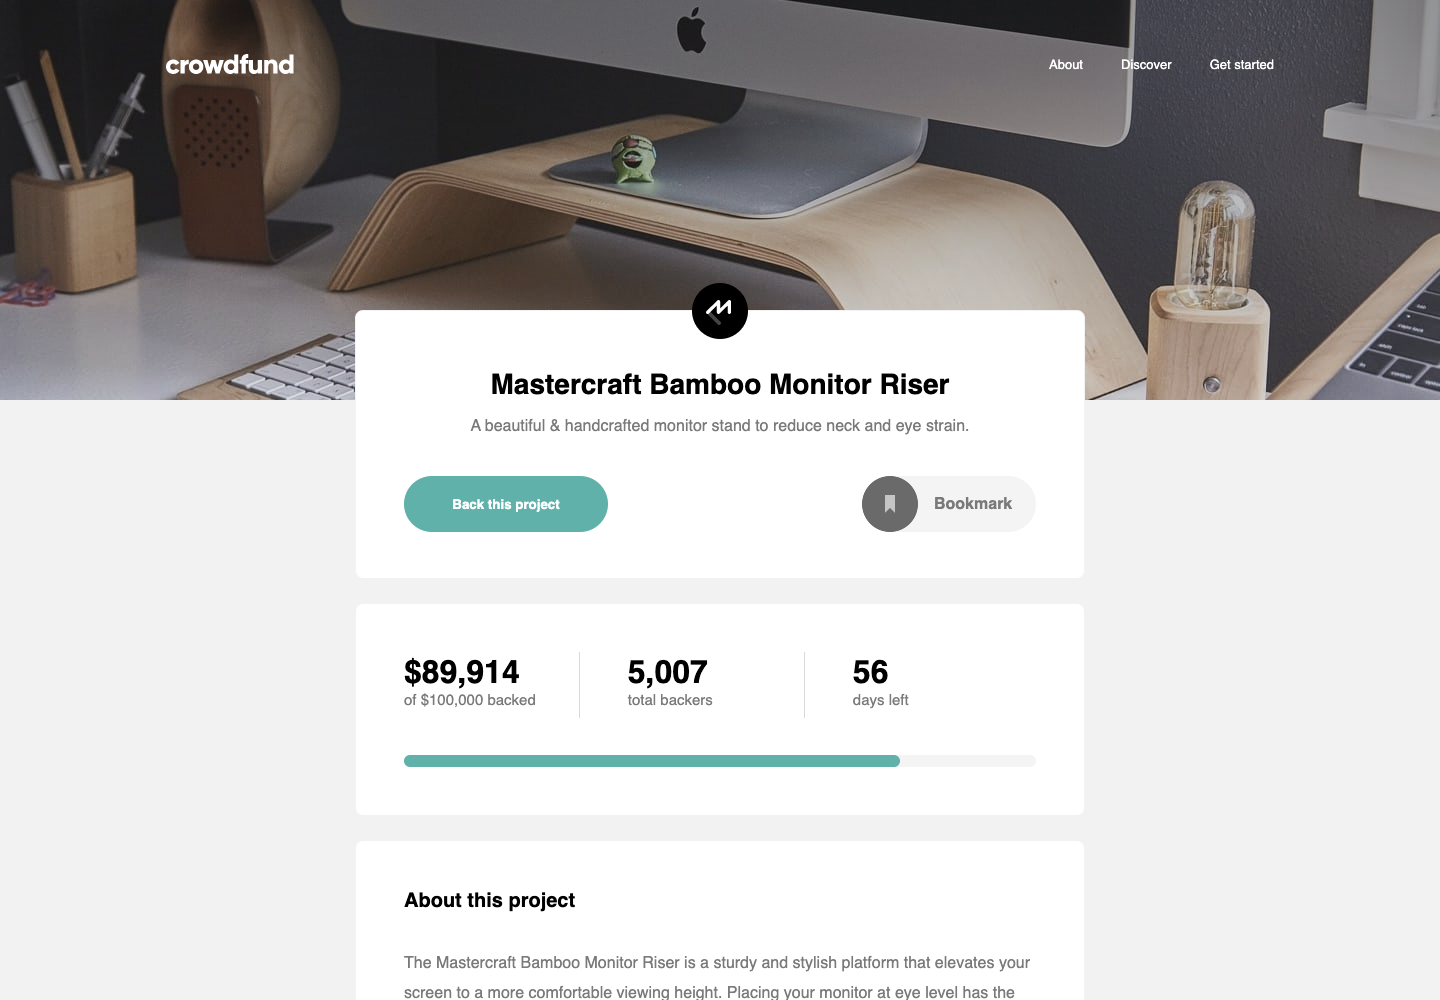 crowdfund
About
Discover
Get started
Mastercraft Bamboo Monitor Riser
A beautiful & handcrafted monitor stand to reduce neck and eye strain.
Back this project
Bookmark
$89,914
of $100,000 backed
5,007
total backers
56
days left
About this project
The Mastercraft Bamboo Monitor Riser is a sturdy and stylish platform that elevates your
screen to a more comfortable viewing height. Placing your monitor at eye level has the